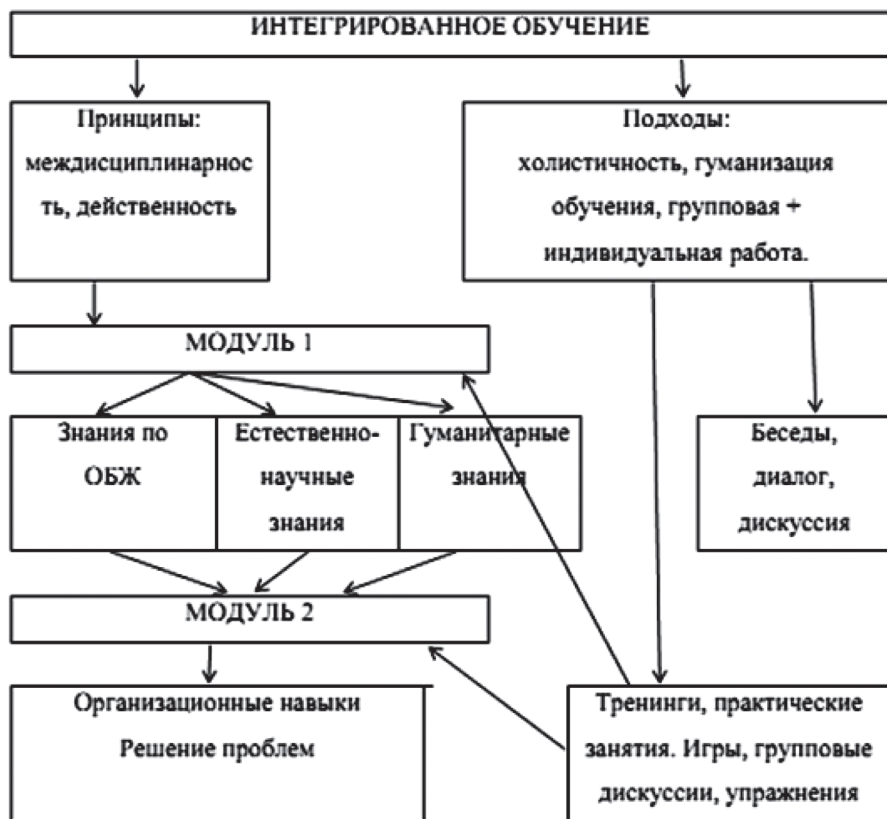 ИНТЕГРИРОВАННОЕ ОБУЧЕНИЕ
Принципы:
междисциплинарнос
ть, действенность
Подходы:
холистичность, гуманизация
обучения, групповая +
индивидуальная работа.
МОДУЛЬ 1
Знания по
ОБЖ
Естественно-
научные
знания
Гуманитарные
знания
Беседы,
диалог,
дискуссия
МОДУЛЬ 2
Организационные навыки
Решение проблем
Тренинги, практические
занятия. Игры, групповые
дискуссии, упражнения